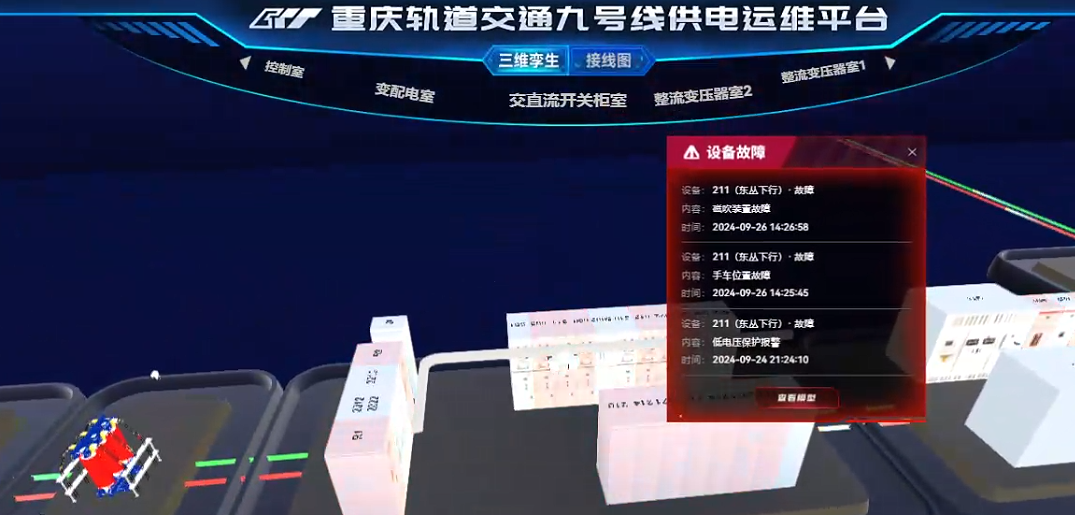 重庆轨道交通九号线供电运维平台
三维孪生 接线图
控制室 变配电室 交直流开关柜室 整流变压器室2 整流变压器室1
设备故障
设备： 211（东丛下行）· 故障
内容： 磁吹装置故障
时间： 2024-09-26 14:26:58
设备： 211（东丛下行）· 故障
内容： 手车位置故障
时间： 2024-09-26 14:25:45
设备： 211（东丛下行）· 故障
内容： 低电压保护报警
时间： 2024-09-24 21:24:10
查看模型